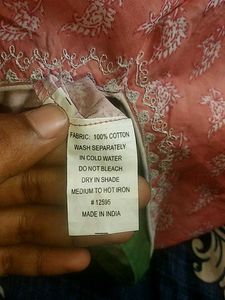 FABRIC: 100% COTTON
WASH SEPARATELY
IN COLD WATER
DO NOT BLEACH
DRY IN SHADE
MEDIUM TO HOT IRON
# 12595
MADE IN INDIA